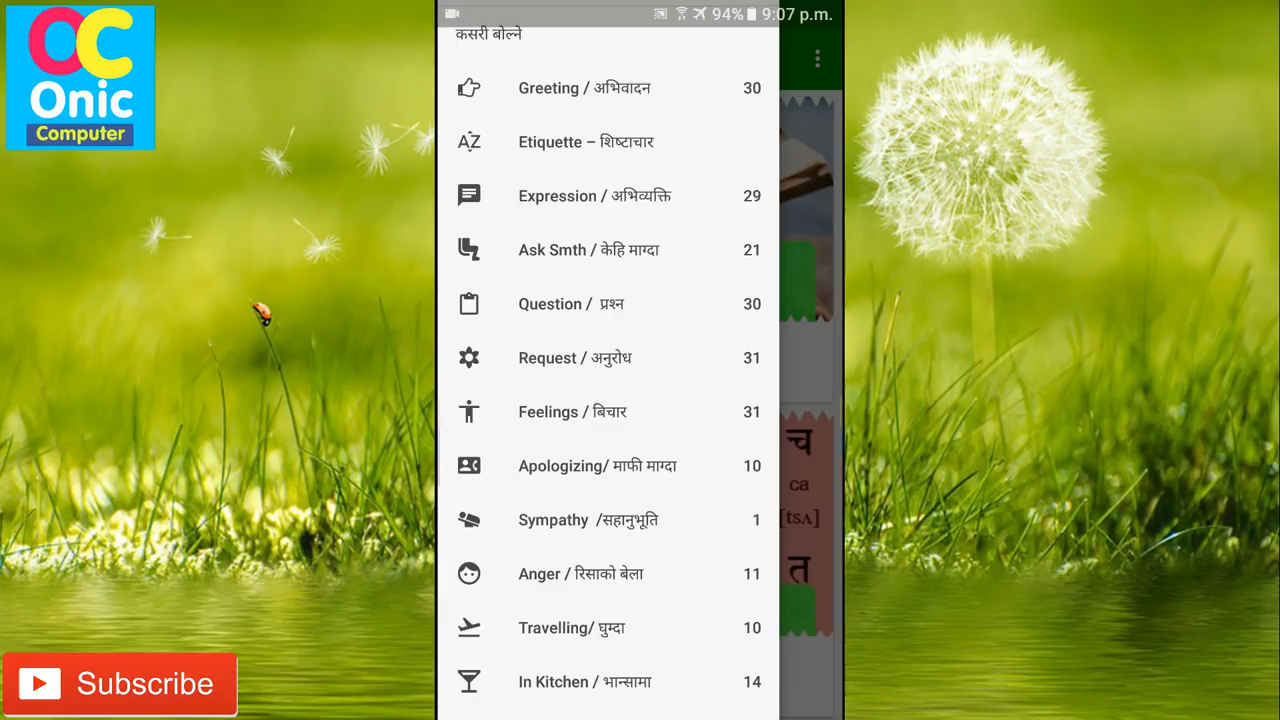 OC
Onic
Computer
94% 9:07 p.m.
कसरी बोल्ने
Greeting / अभिवादन 30
Etiquette – शिष्टाचार
Expression / अभिव्यक्ति 29
Ask Smth / केहि माग्दा 21
Question / प्रश्न 30
Request / अनुरोध 31
Feelings / बिचार 31
Apologizing/ माफी माग्दा 10
Sympathy /सहानुभूति 1
Anger / रिसाको बेला 11
Travelling/ घुम्दा 10
In Kitchen / भान्सामा 14
च
ca
[tsʌ]
त
Subscribe